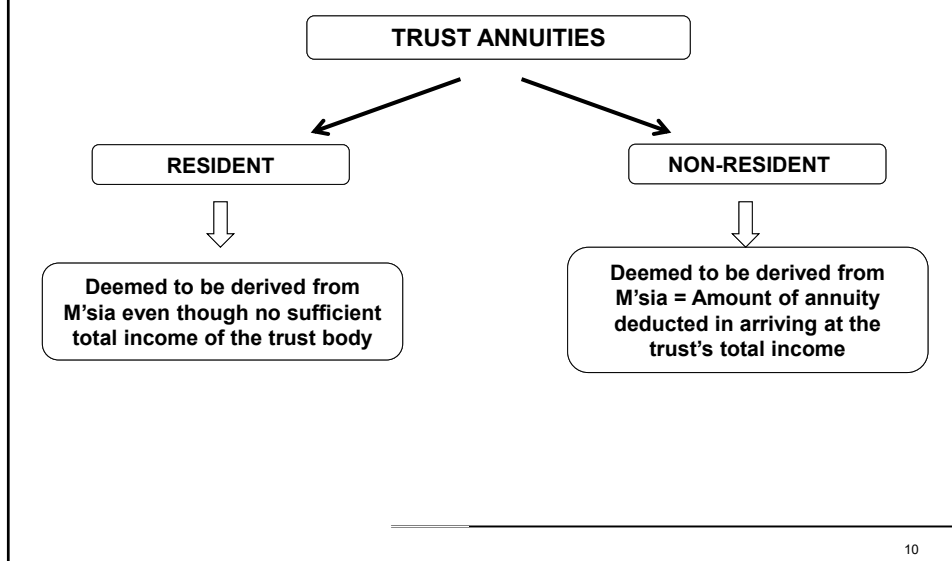 TRUST ANNUITIES
RESIDENT
NON-RESIDENT
Deemed to be derived from
M'sia even though no sufficient
total income of the trust body
Deemed to be derived from
M'sia = Amount of annuity
deducted in arriving at the
trust's total income
10